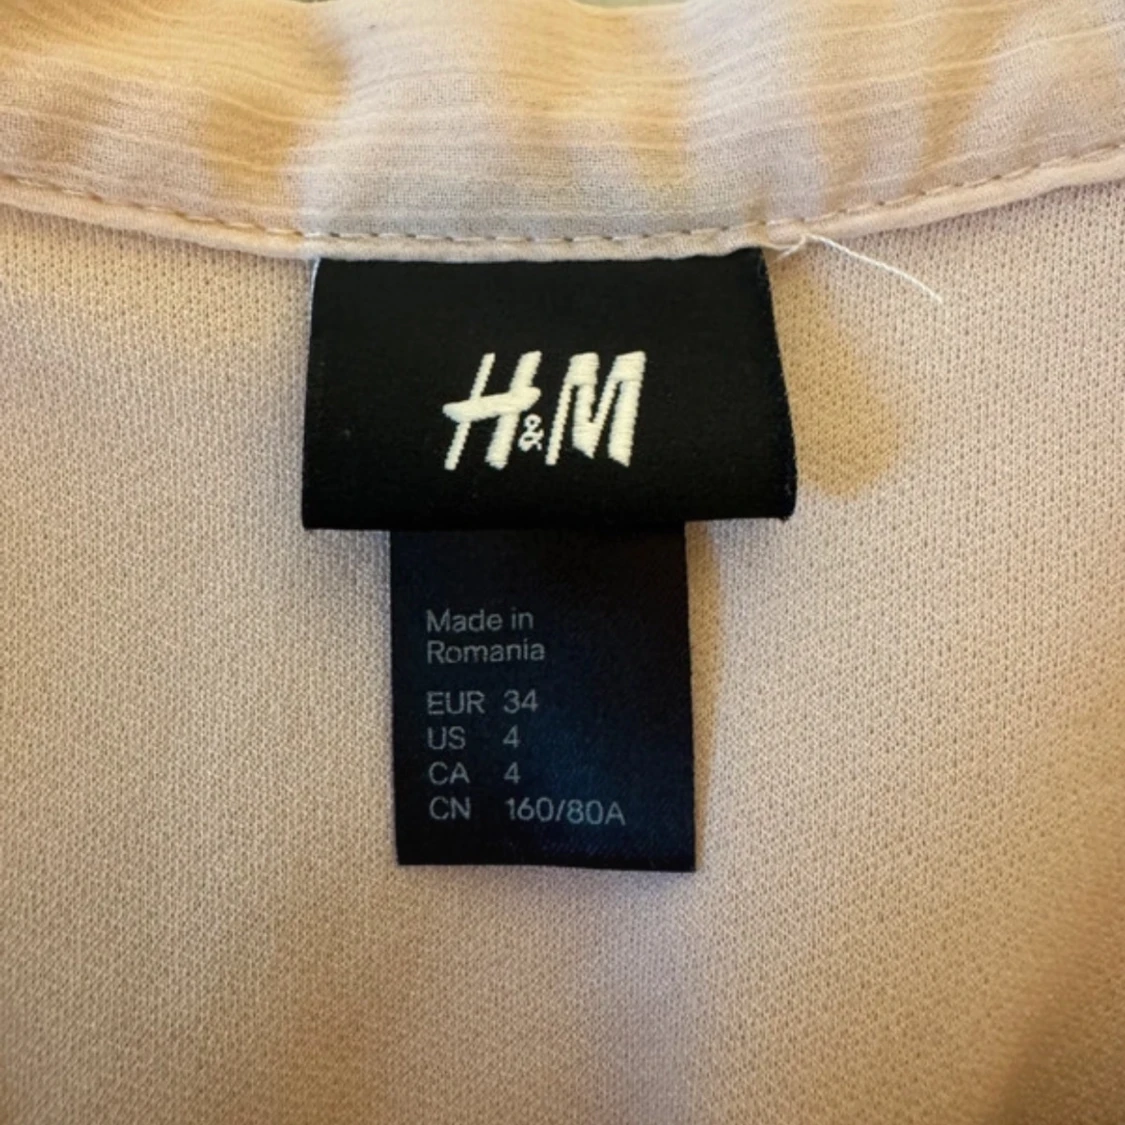 H&M
Made in
Romania
EUR 34
US 4
CA 4
CN 160/80A